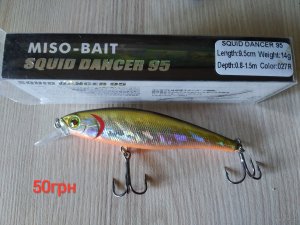 MISO-BAIT
SQUID DANCER 95
SQUID DANCER 95
Length:9.5cm Weight:14g
Depth:0.8-1.5m Color:027R
50грн